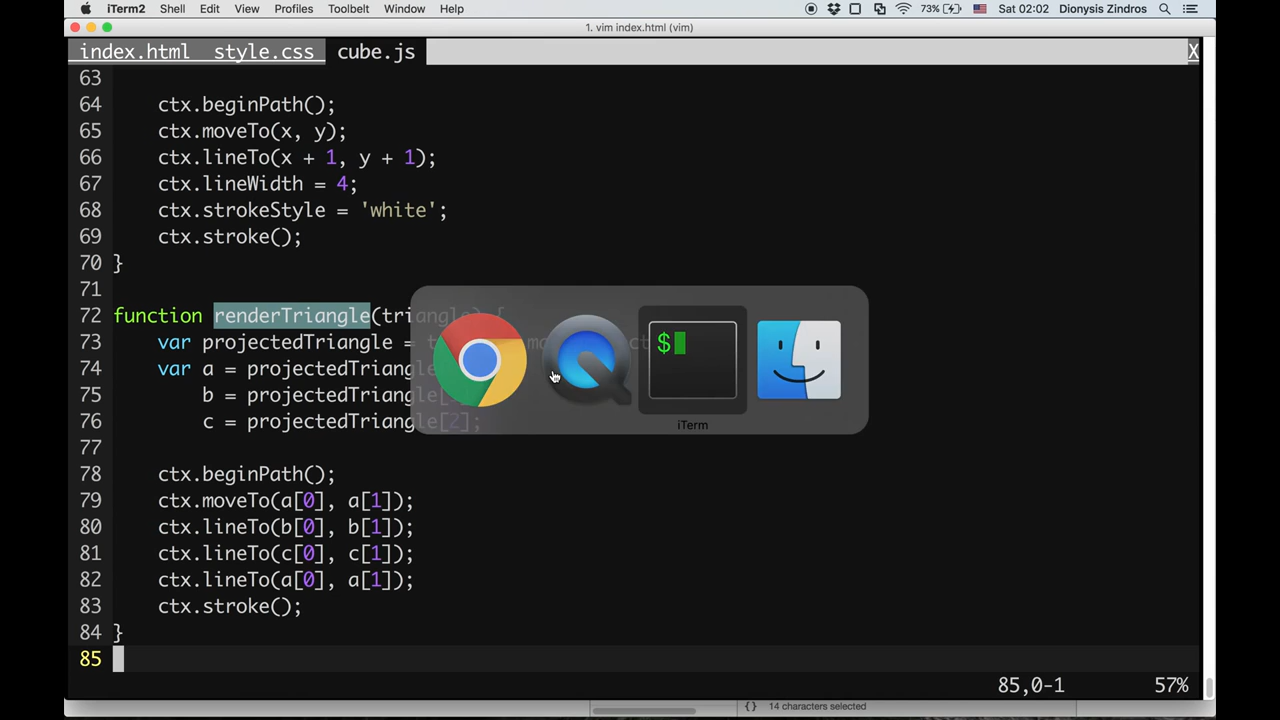 iTerm2 Shell Edit View Profiles Toolbelt Window Help 73% Sat 02:02 Dionysis Zindros
1. vim index.html (vim)
index.html style.css cube.js X
63
64 ctx.beginPath();
65 ctx.moveTo(x, y);
66 ctx.lineTo(x + 1, y + 1);
67 ctx.lineWidth = 4;
68 ctx.strokeStyle = 'white';
69 ctx.stroke();
70 }
71
72 function renderTriangle(triangle) {
73 var projectedTriangle =
74 var a = projectedTriangle
75 b = projectedTriangle
76 c = projectedTriangle[2];
77
78 ctx.beginPath();
79 ctx.moveTo(a[0], a[1]);
80 ctx.lineTo(b[0], b[1]);
81 ctx.lineTo(c[0], c[1]);
82 ctx.lineTo(a[0], a[1]);
83 ctx.stroke();
84 }
85
$
iTerm
85,0-1 57%
{} 14 characters selected